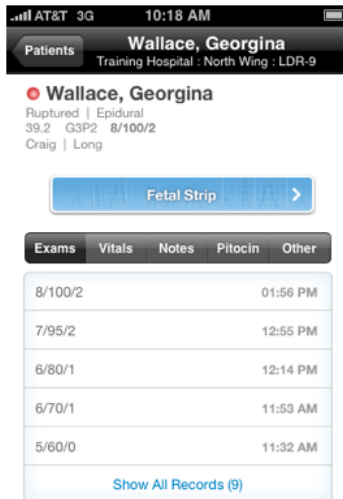 AT&T 3G 10:18 AM
Patients
Wallace, Georgina
Training Hospital : North Wing : LDR-9
Wallace, Georgina
Ruptured | Epidural
39.2 G3P2 8/100/2
Craig | Long
Fetal Strip
Exams Vitals Notes Pitocin Other
8/100/2 01:56 PM
7/95/2 12:55 PM
6/80/1 12:14 PM
6/70/1 11:53 AM
5/60/0 11:32 AM
Show All Records (9)